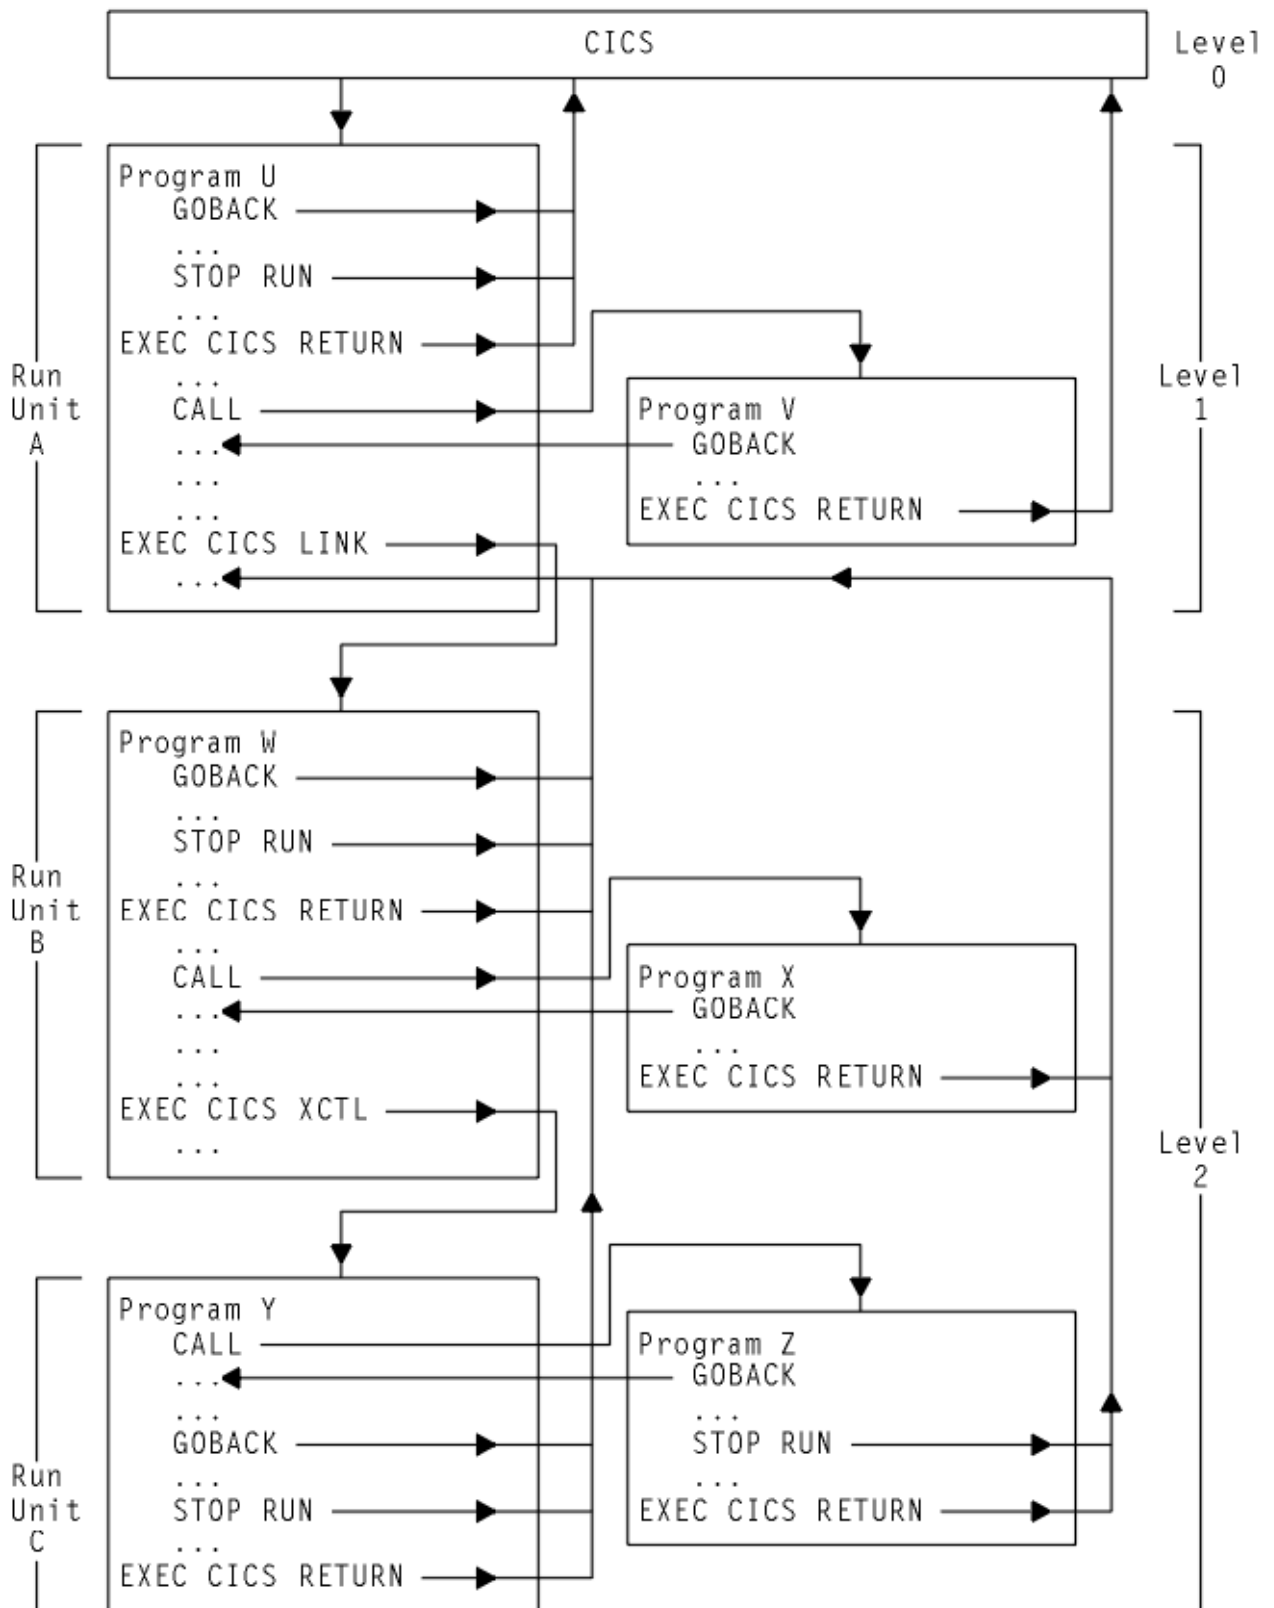 CICS
Level
0
Program U
GOBACK
...
STOP RUN
...
EXEC CICS RETURN
...
CALL
...
...
...
EXEC CICS LINK
...
Run
Unit
A
Program V
GOBACK
...
EXEC CICS RETURN
Level
1
Program W
GOBACK
...
STOP RUN
...
EXEC CICS RETURN
...
CALL
...
...
...
EXEC CICS XCTL
...
Run
Unit
B
Program X
GOBACK
...
EXEC CICS RETURN
Level
2
Program Y
CALL
...
...
GOBACK
...
STOP RUN
...
EXEC CICS RETURN
Run
Unit
C
Program Z
GOBACK
...
STOP RUN
...
EXEC CICS RETURN